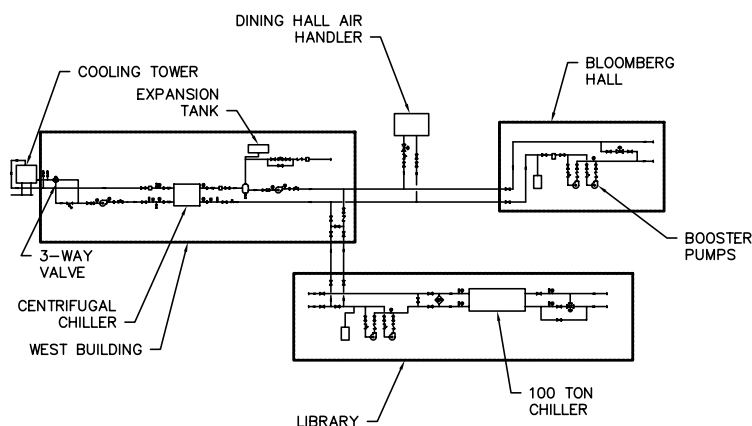 DINING HALL AIR
HANDLER
BLOOMBERG
HALL
COOLING TOWER
EXPANSION
TANK
3-WAY
VALVE
BOOSTER
PUMPS
CENTRIFUGAL
CHILLER
WEST BUILDING
100 TON
CHILLER
LIBRARY